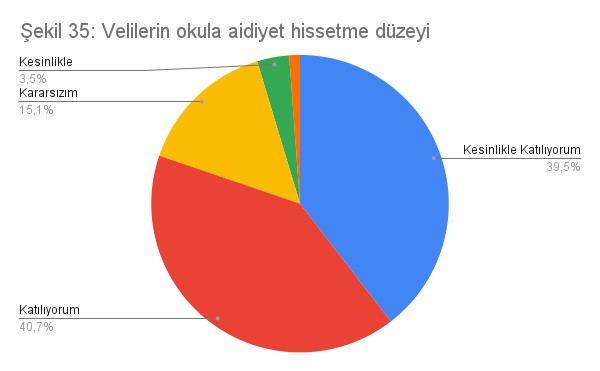 Şekil 35: Velilerin okula aidiyet hissetme düzeyi
Kesinlikle
3,5%
Kararsızım
15,1%
Kesinlikle Katılıyorum
39,5%
Katılıyorum
40,7%